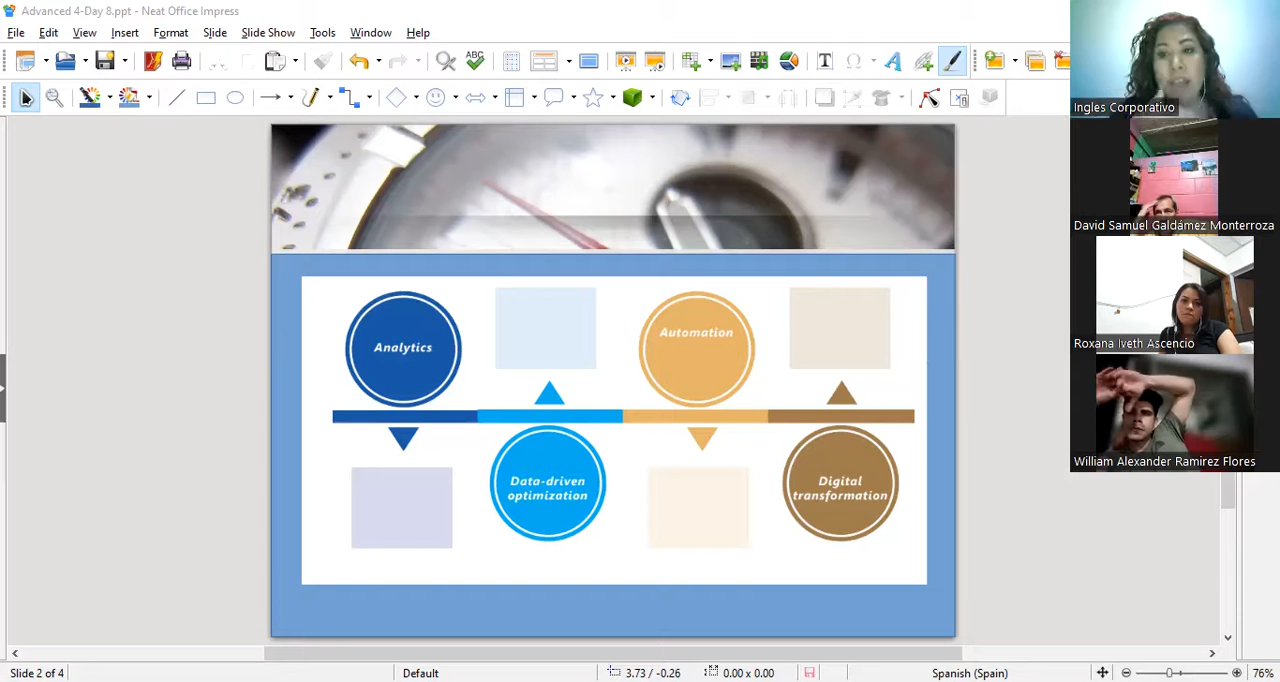 Advanced 4-Day 8.ppt - Neat Office Impress
File Edit View Insert Format Slide Slide Show Tools Window Help
Ingles Corporativo
David Samuel Galdámez Monterroza
Roxana Iveth Ascencio
William Alexander Ramirez Flores
Analytics
Automation
Data-driven
optimization
Digital
transformation
Slide 2 of 4 Default 3.73 / -0.26 0.00 x 0.00 Spanish (Spain) 76%